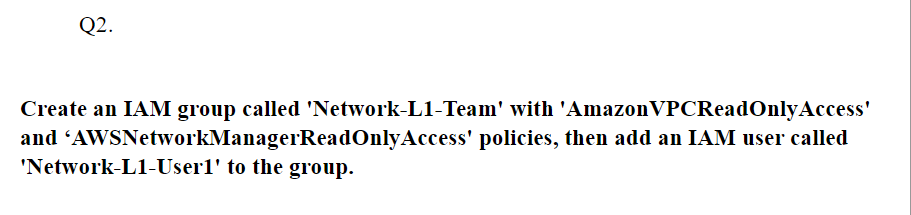 Q2.
Create an IAM group called 'Network-L1-Team' with 'AmazonVPCReadOnlyAccess'
and ‘AWSNetworkManagerReadOnlyAccess' policies, then add an IAM user called
'Network-L1-User1' to the group.